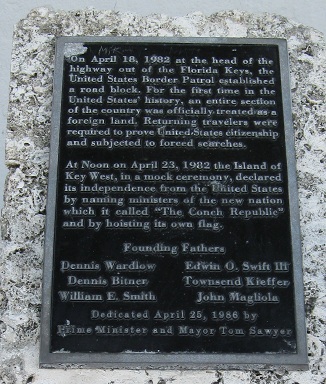 On April 18, 1982 at the head of the
highway out of the Florida Keys, the
United States Border Patrol established
a road block. For the first time in the
United States' history, an entire section
of the country was officially treated as a
foreign land. Returning travelers were
required to prove United States citizenship
and subjected to forced searches.
At Noon on April 23, 1982 the Island of
Key West, in a mock ceremony, declared
its independence from the United States
by naming ministers of the new nation
which it called "The Conch Republic"
and by hoisting its own flag.
Founding Fathers
Dennis Wardlow Edwin O. Swift III
Dennis Bitner Townsend Kieffer
William E. Smith John Magliola
Dedicated April 25, 1986 by
Prime Minister and Mayor Tom Sawyer